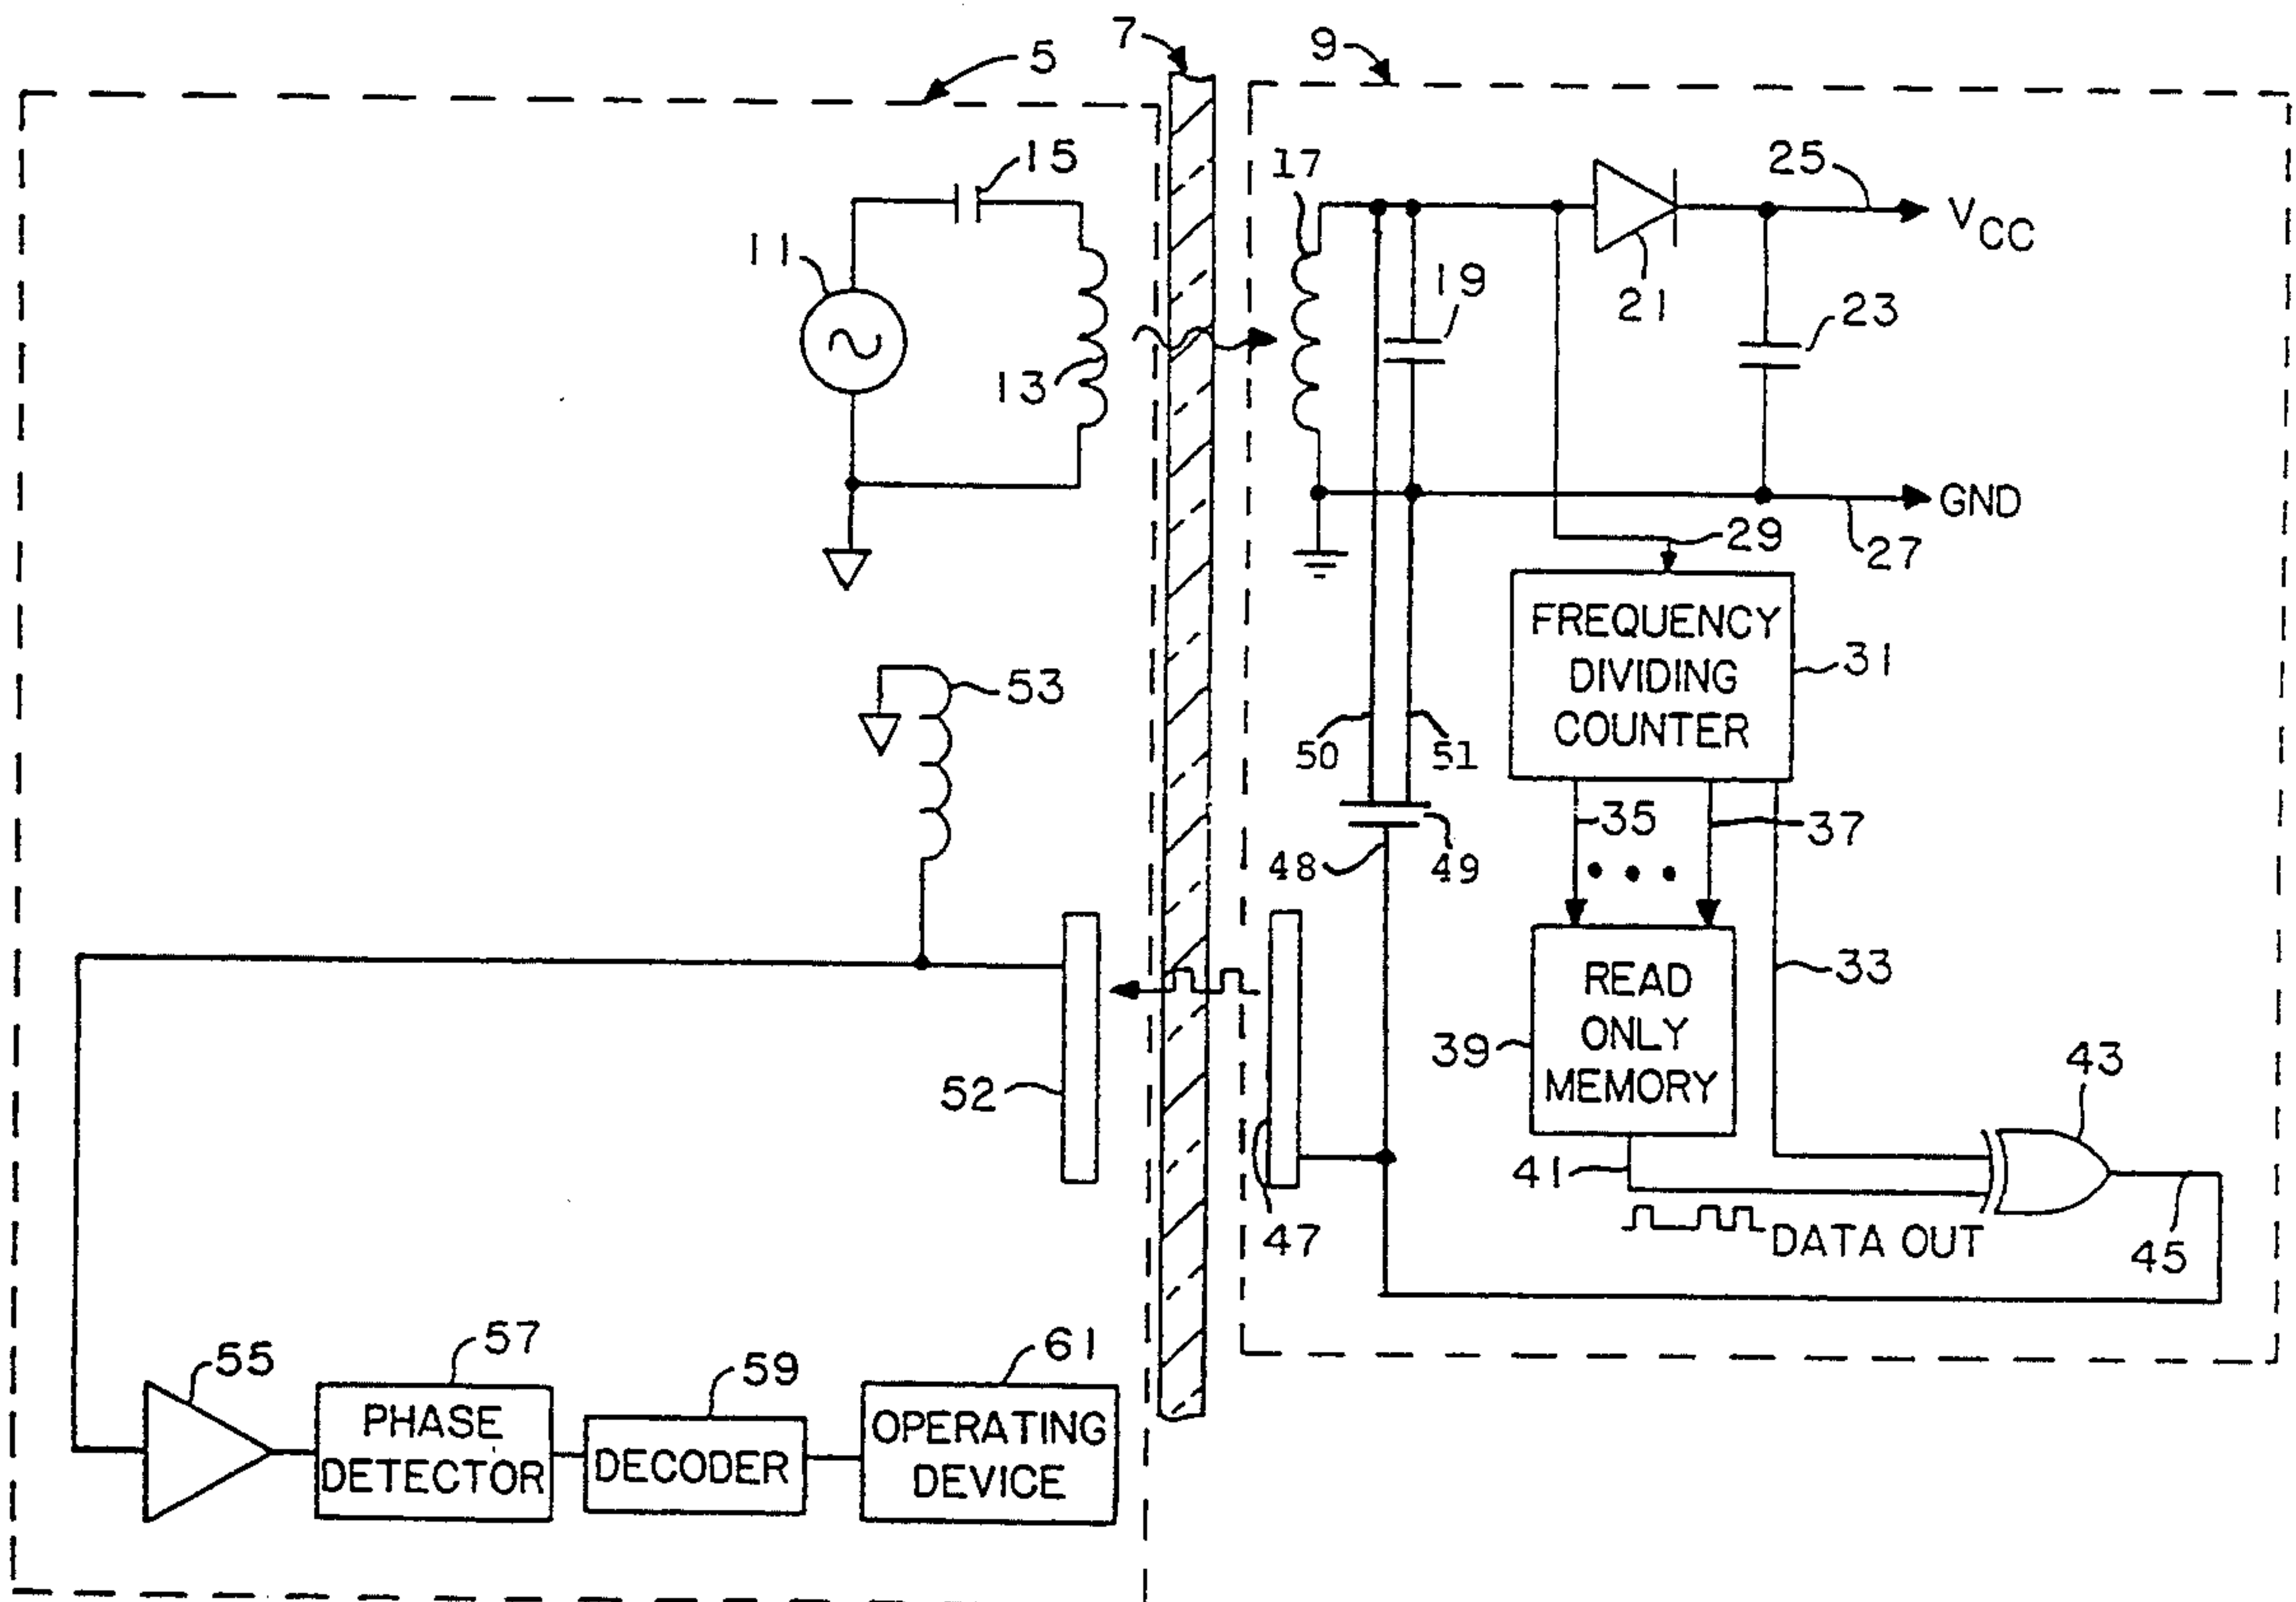 5
7
9
15
11
13
17
19
21
25
VCC
23
GND
27
29
FREQUENCY
DIVIDING
COUNTER
31
53
50
51
35
37
48
49
33
READ
ONLY
MEMORY
39
43
52
41
47
DATA OUT
45
55
57
PHASE
DETECTOR
59
DECODER
61
OPERATING
DEVICE